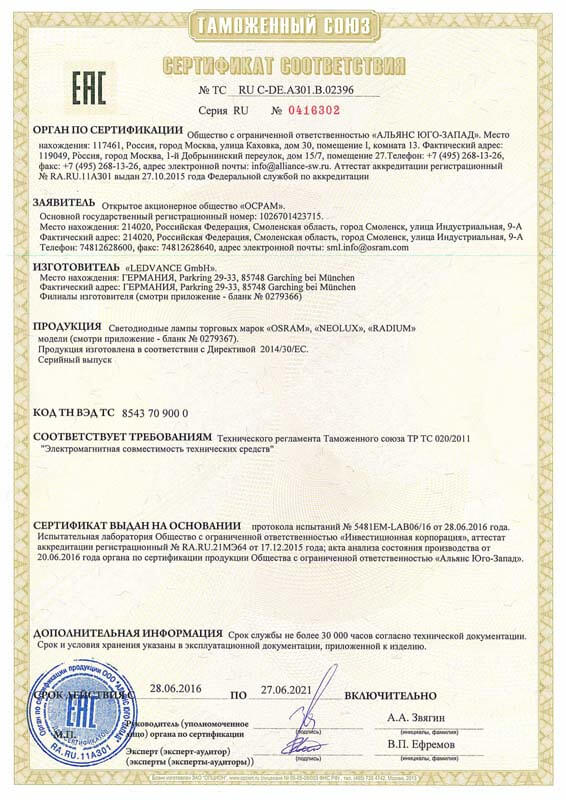 ТАМОЖЕННЫЙ СОЮЗ
СЕРТИФИКАТ СООТВЕТСТВИЯ
EAC
№ ТС RU C-DE.АЗ01.В.02396
Серия RU № 0416302
ОРГАН ПО СЕРТИФИКАЦИИ Общество с ограниченной ответственностью «АЛЬЯНС ЮГО-ЗАПАД». Место
нахождения: 117461, Россия, город Москва, улица Каховка, дом 30, помещение I, комната 13. Фактический адрес:
119049, Россия, город Москва, 1-й Добрынинский переулок, дом 15/7, помещение 27.Телефон: +7 (495) 268-13-26,
факс: +7 (495) 268-13-26, адрес электронной почты: info@alliance-sw.ru. Аттестат аккредитации регистрационный
№ RA.RU.11АЗ01 выдан 27.10.2015 года Федеральной службой по аккредитации
ЗАЯВИТЕЛЬ Открытое акционерное общество «ОСРАМ».
Основной государственный регистрационный номер: 1026701423715.
Место нахождения: 214020, Российская Федерация, Смоленская область, город Смоленск, улица Индустриальная, 9-А
Фактический адрес: 214020, Российская Федерация, Смоленская область, город Смоленск, улица Индустриальная, 9-А
Телефон: 74812628600, факс: 74812628640, адрес электронной почты: sml.info@osram.com
ИЗГОТОВИТЕЛЬ «LEDVANCE GmbH».
Место нахождения: ГЕРМАНИЯ, Parkring 29-33, 85748 Garching bei München
Фактический адрес: ГЕРМАНИЯ, Parkring 29-33, 85748 Garching bei München
Филиалы изготовителя (смотри приложение - бланк № 0279366)
ПРОДУКЦИЯ Светодиодные лампы торговых марок «OSRAM», «NEOLUX», «RADIUM»
модели (смотри приложение - бланк № 0279367).
Продукция изготовлена в соответствии с Директивой 2014/30/ЕС.
Серийный выпуск
КОД ТН ВЭД ТС 8543 70 900 0
СООТВЕТСТВУЕТ ТРЕБОВАНИЯМ Технического регламента Таможенного союза ТР ТС 020/2011
"Электромагнитная совместимость технических средств"
СЕРТИФИКАТ ВЫДАН НА ОСНОВАНИИ протокола испытаний № 5481EM-LAB06/16 от 28.06.2016 года.
Испытательная лаборатория Общество с ограниченной ответственностью «Инвестиционная корпорация», аттестат
аккредитации регистрационный № RA.RU.21МЭ64 от 17.12.2015 года; акта анализа состояния производства от
20.06.2016 года органа по сертификации продукции Общества с ограниченной ответственностью «Альянс Юго-Запад».
ДОПОЛНИТЕЛЬНАЯ ИНФОРМАЦИЯ Срок службы не более 30 000 часов согласно технической документации.
Срок и условия хранения указаны в эксплуатационной документации, приложенной к изделию.
СРОК ДЕЙСТВИЯ С 28.06.2016 ПО 27.06.2021 ВКЛЮЧИТЕЛЬНО
Орган по сертификации продукции ООО "АЛЬЯНС ЮГО-ЗАПАД"
EAC
СЕРТИФИКАТОВ
RA.RU.11АЗ01
М.П.
Руководитель (уполномоченное
лицо) органа по сертификации
(подпись)
А.А. Звягин
(инициалы, фамилия)
Эксперт (эксперт-аудитор)
(эксперты (эксперты-аудиторы))
(подпись)
В.П. Ефремов
(инициалы, фамилия)